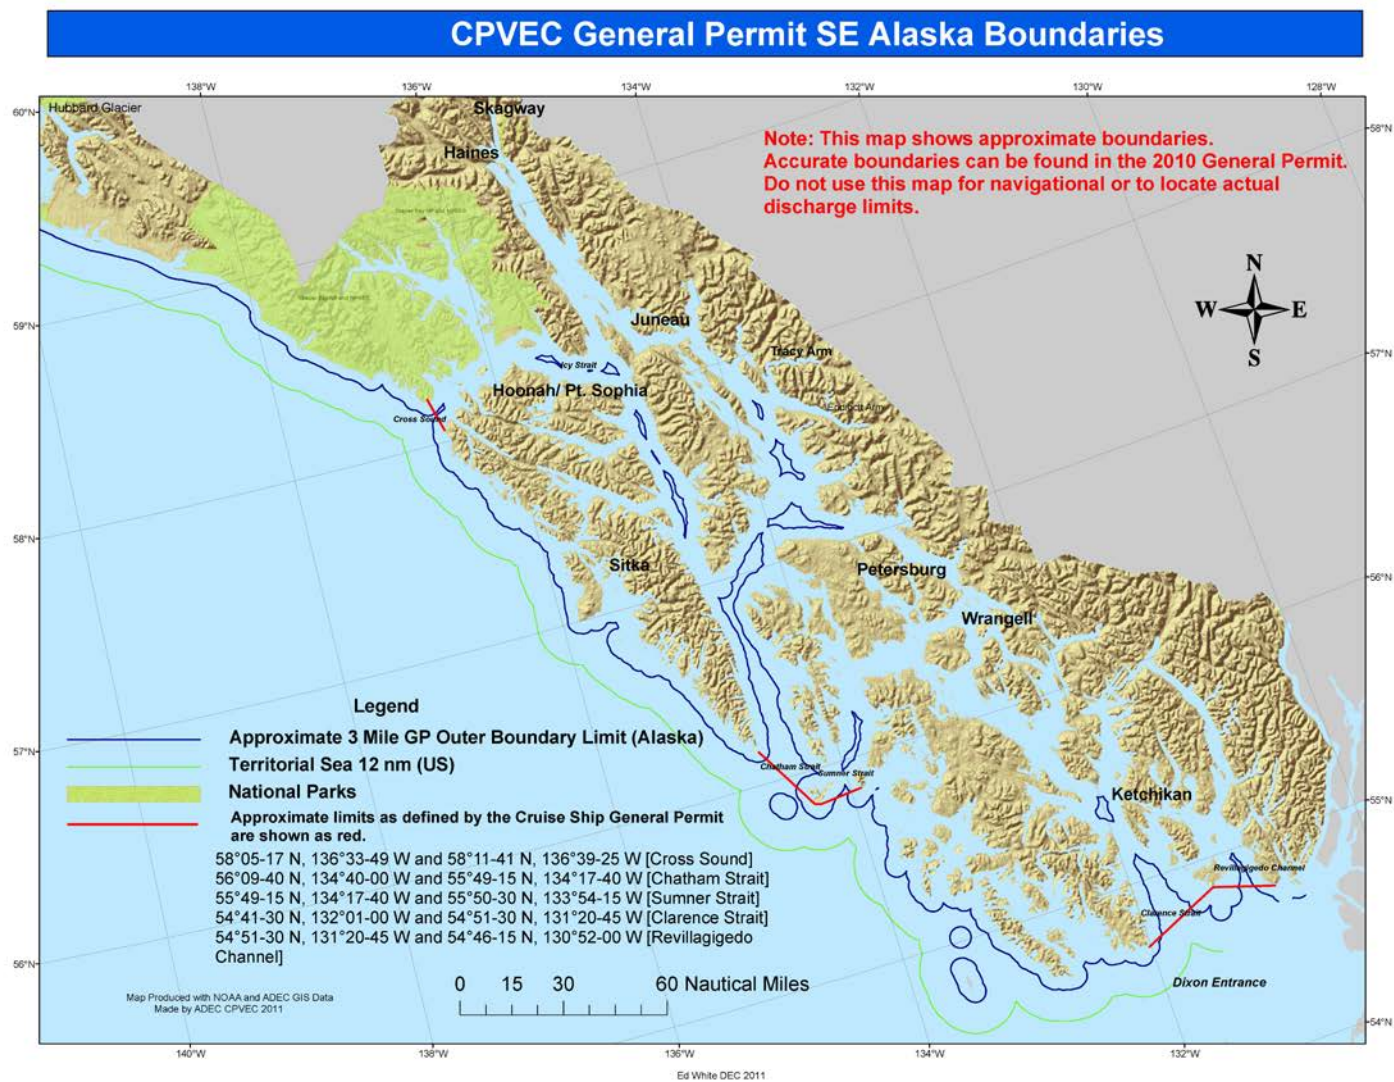 CPVEC General Permit SE Alaska Boundaries
138°W
136°W
134°W
132°W
130°W
128°W
60°N
Hubbard Glacier
Skagway
58°N
Haines
Note: This map shows approximate boundaries.
Accurate boundaries can be found in the 2010 General Permit.
Do not use this map for navigational or to locate actual
discharge limits.
N
W
E
S
59°N
Juneau
Tracy Arm
57°N
Icy Strait
Hoonah/ Pt. Sophia
Endicott Arm
Cross Sound
58°N
Sitka
Petersburg
56°N
Wrangell
Legend
Approximate 3 Mile GP Outer Boundary Limit (Alaska)
57°N
Territorial Sea 12 nm (US)
Chatham Strait
Sumner Strait
National Parks
Ketchikan
55°N
Approximate limits as defined by the Cruise Ship General Permit
are shown as red.
58°05-17 N, 136°33-49 W and 58°11-41 N, 136°39-25 W [Cross Sound]
56°09-40 N, 134°40-00 W and 55°49-15 N, 134°17-40 W [Chatham Strait]
55°49-15 N, 134°17-40 W and 55°50-30 N, 133°54-15 W [Sumner Strait]
54°41-30 N, 132°01-00 W and 54°51-30 N, 131°20-45 W [Clarence Strait]
54°51-30 N, 131°20-45 W and 54°46-15 N, 130°52-00 W [Revillagigedo
Channel]
Revillagigedo Channel
Clarence Strait
56°N
0 15 30 60 Nautical Miles
Dixon Entrance
Map Produced with NOAA and ADEC GIS Data
Made by ADEC CPVEC 2011
54°N
140°W
138°W
136°W
134°W
132°W
Ed White DEC 2011